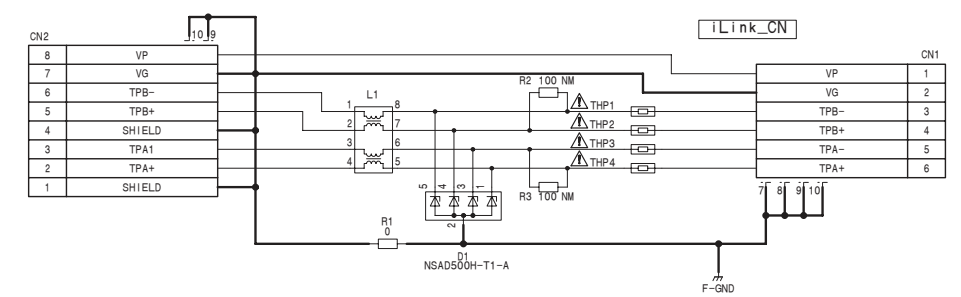 iLink_CN
CN2
10 9
8 VP
7 VG
6 TPB-
5 TPB+
4 SHIELD
3 TPA1
2 TPA+
1 SHIELD
L1
1 8
2 7
3 6
4 5
R2 100 NM
THP1
THP2
THP3
THP4
R3 100 NM
5 4 3 1
2
D1
NSAD500H-T1-A
R1
0
F-GND
CN1
VP 1
VG 2
TPB- 3
TPB+ 4
TPA- 5
TPA+ 6
7 8 9 10